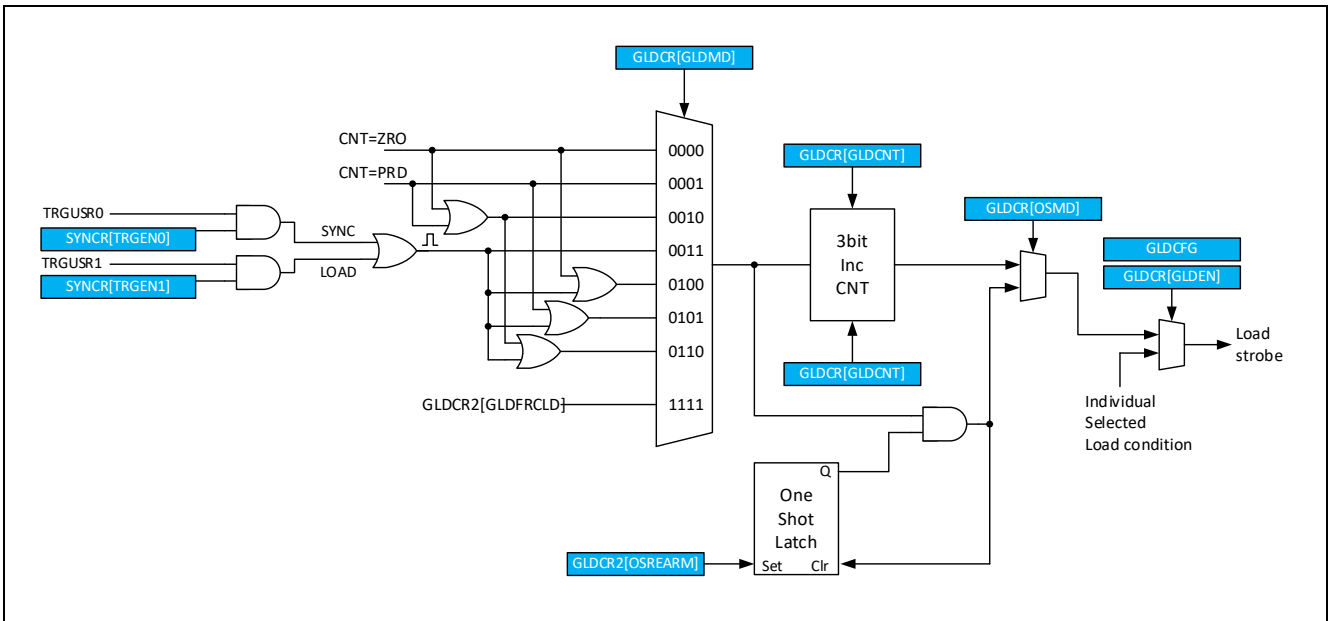 GLDCR[GLDMD]
CNT=ZRO
0000
GLDCR[GLDCNT]
CNT=PRD
0001
GLDCR[OSMD]
TRGUSR0
0010
SYNCR[TRGEN0]
SYNC
3bit
Inc
CNT
GLDCFG
TRGUSR1
0011
GLDCR[GLDEN]
SYNCR[TRGEN1]
LOAD
0100
0101
Load
strobe
0110
GLDCR[GLDCNT]
GLDCR2[GLDFRCLD]
1111
Individual
Selected
Load condition
Q
One
Shot
Latch
GLDCR2[OSREARM]
Set
Clr